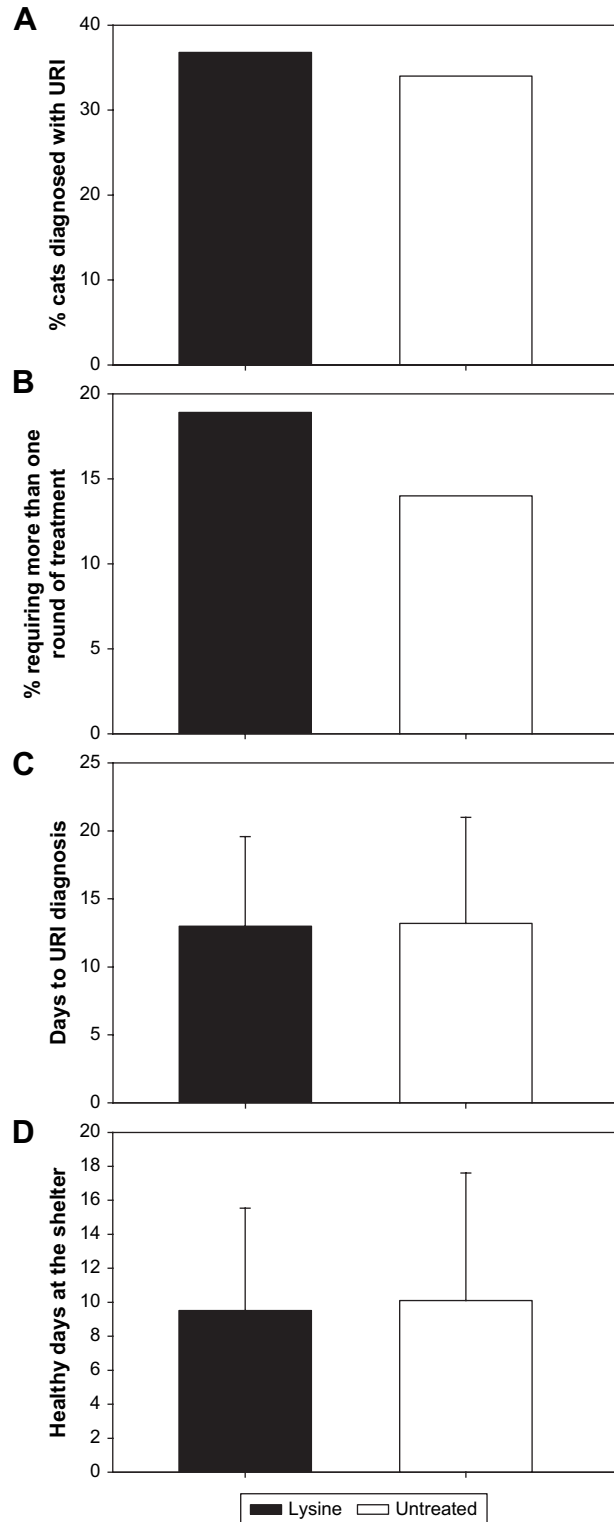 A
% cats diagnosed with URI
40
30
20
10
0
B
% requiring more than one
round of treatment
20
15
10
5
0
C
Days to URI diagnosis
25
20
15
10
5
0
D
Healthy days at the shelter
20
18
16
14
12
10
8
6
4
2
0
Lysine Untreated